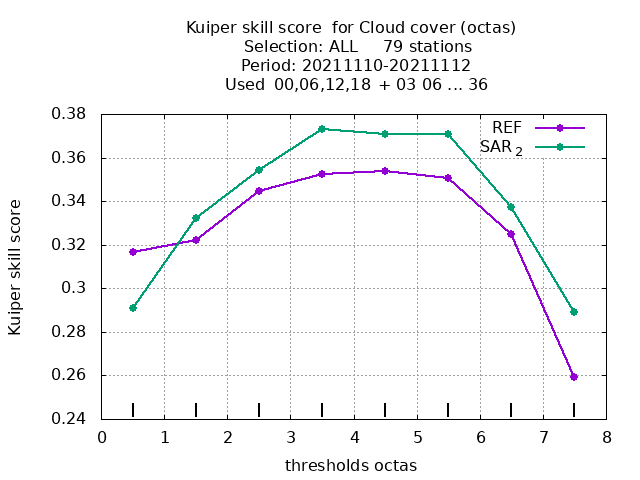 Kuiper skill score  for Cloud cover (octas)
Selection: ALL     79 stations
Period: 20211110-20211112
Used  00,06,12,18  + 03 06 ... 36
REF
SAR 2
0.38
0.36
0.34
0.32
0.3
0.28
0.26
0.24
Kuiper skill score
0 1 2 3 4 5 6 7 8
thresholds octas